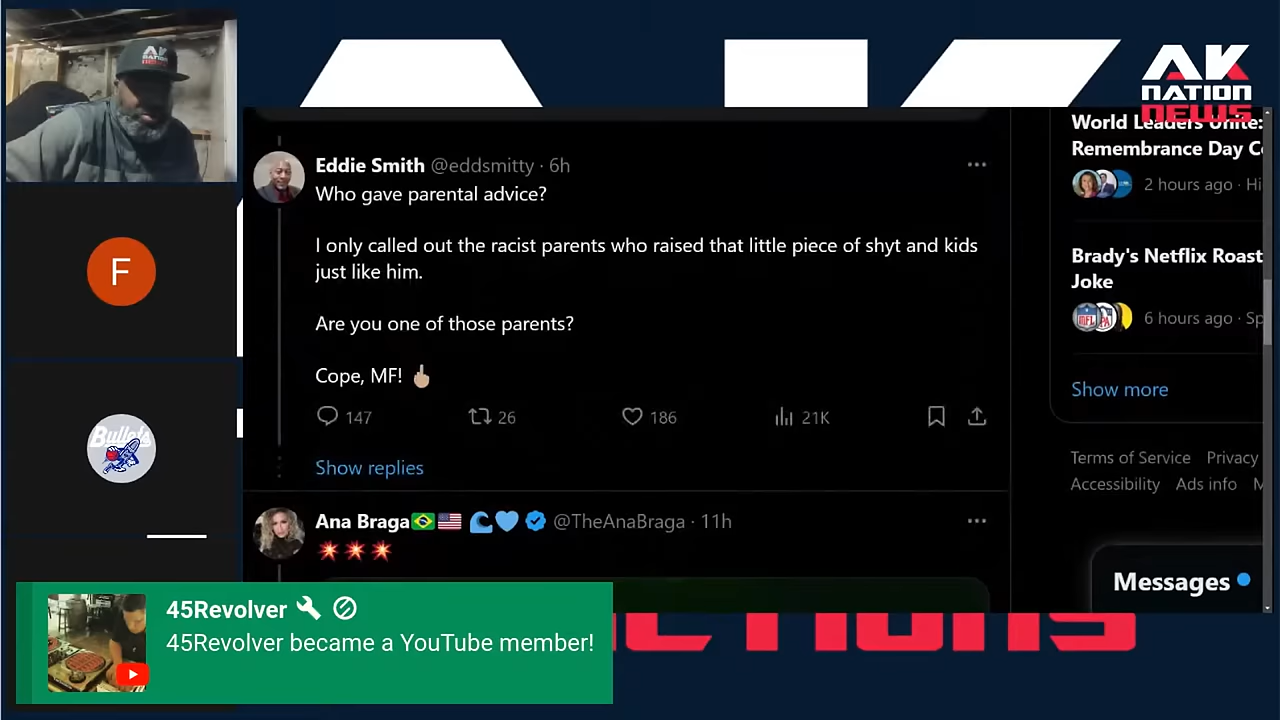 AK
NATION
NEWS
World Leaders Unite:
Remembrance Day C
2 hours ago · Hi
Eddie Smith @eddsmitty · 6h
Who gave parental advice?
I only called out the racist parents who raised that little piece of shyt and kids
just like him.
Are you one of those parents?
Cope, MF! 🖕🏼
147 26 186 21K
Show replies
Ana Braga🇧🇷🇺🇸 🌊💙 @TheAnaBraga · 11h
💥💥💥
Brady's Netflix Roast
Joke
6 hours ago · Sp
Show more
Terms of Service Privacy
Accessibility Ads info M
Messages
F
Bullets
45Revolver
45Revolver became a YouTube member!